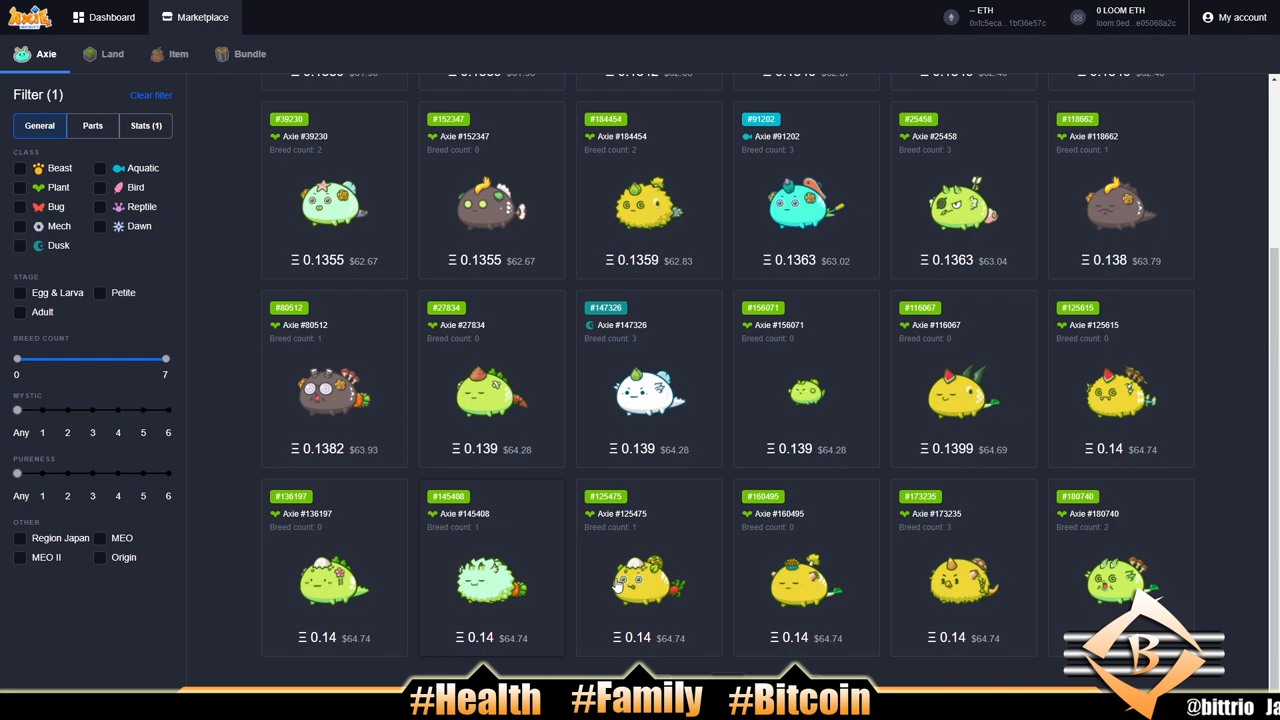 AXIE
Dashboard
Marketplace
-- ETH
0xfc5eca...1bf36e57c
0 LOOM ETH
loom:0ed...e05068a2c
My account
Axie
Land
Item
Bundle
Filter (1)
Clear filter
General
Parts
Stats (1)
CLASS
Beast
Aquatic
Plant
Bird
Bug
Reptile
Mech
Dawn
Dusk
STAGE
Egg & Larva
Petite
Adult
BREED COUNT
0
7
MYSTIC
Any 1 2 3 4 5 6
PURENESS
Any 1 2 3 4 5 6
OTHER
Region Japan
MEO
MEO II
Origin
#39230
Axie #39230
Breed count: 2
Ξ 0.1355 $62.67
#152347
Axie #152347
Breed count: 0
Ξ 0.1355 $62.67
#184454
Axie #184454
Breed count: 2
Ξ 0.1359 $62.83
#91202
Axie #91202
Breed count: 3
Ξ 0.1363 $63.02
#25458
Axie #25458
Breed count: 3
Ξ 0.1363 $63.04
#118662
Axie #118662
Breed count: 1
Ξ 0.138 $63.79
#80512
Axie #80512
Breed count: 1
Ξ 0.1382 $63.93
#27834
Axie #27834
Breed count: 0
Ξ 0.139 $64.28
#147326
Axie #147326
Breed count: 3
Ξ 0.139 $64.28
#156071
Axie #156071
Breed count: 0
Ξ 0.139 $64.28
#116067
Axie #116067
Breed count: 0
Ξ 0.1399 $64.69
#125615
Axie #125615
Breed count: 0
Ξ 0.14 $64.74
#136197
Axie #136197
Breed count: 0
Ξ 0.14 $64.74
#145408
Axie #145408
Breed count: 1
Ξ 0.14 $64.74
#125475
Axie #125475
Breed count: 1
Ξ 0.14 $64.74
#160495
Axie #160495
Breed count: 0
Ξ 0.14 $64.74
#173235
Axie #173235
Breed count: 3
Ξ 0.14 $64.74
#180740
Axie #180740
Breed count: 2
B
#Health
#Family
#Bitcoin
@bittrio_Ja